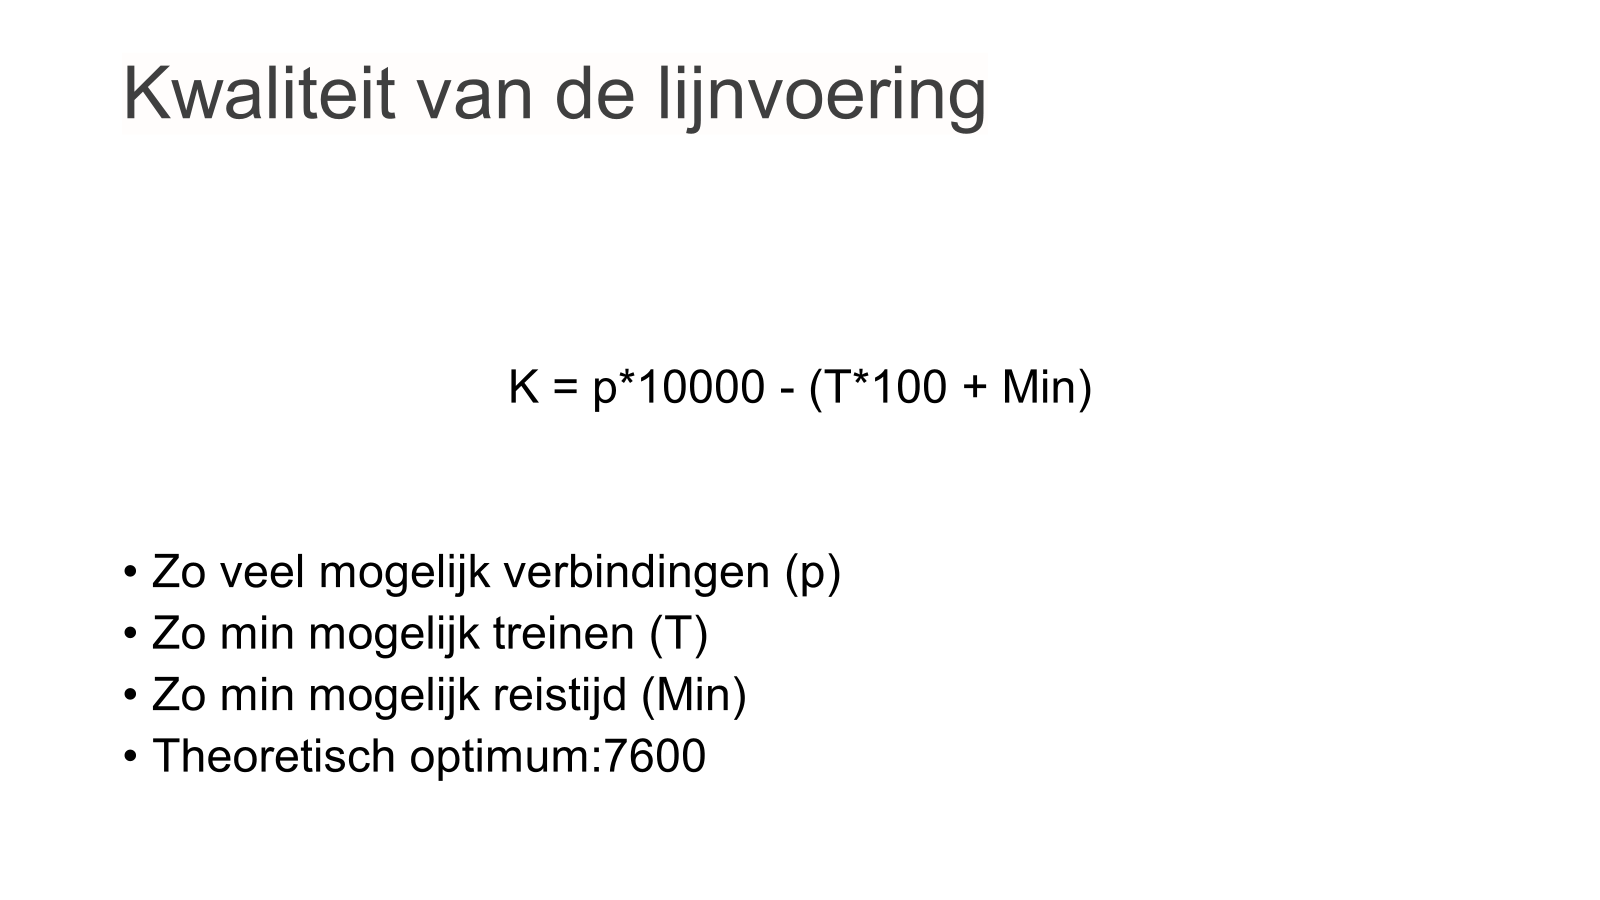 Kwaliteit van de lijnvoering
K = p*10000 - (T*100 + Min)
• Zo veel mogelijk verbindingen (p)
• Zo min mogelijk treinen (T)
• Zo min mogelijk reistijd (Min)
• Theoretisch optimum:7600